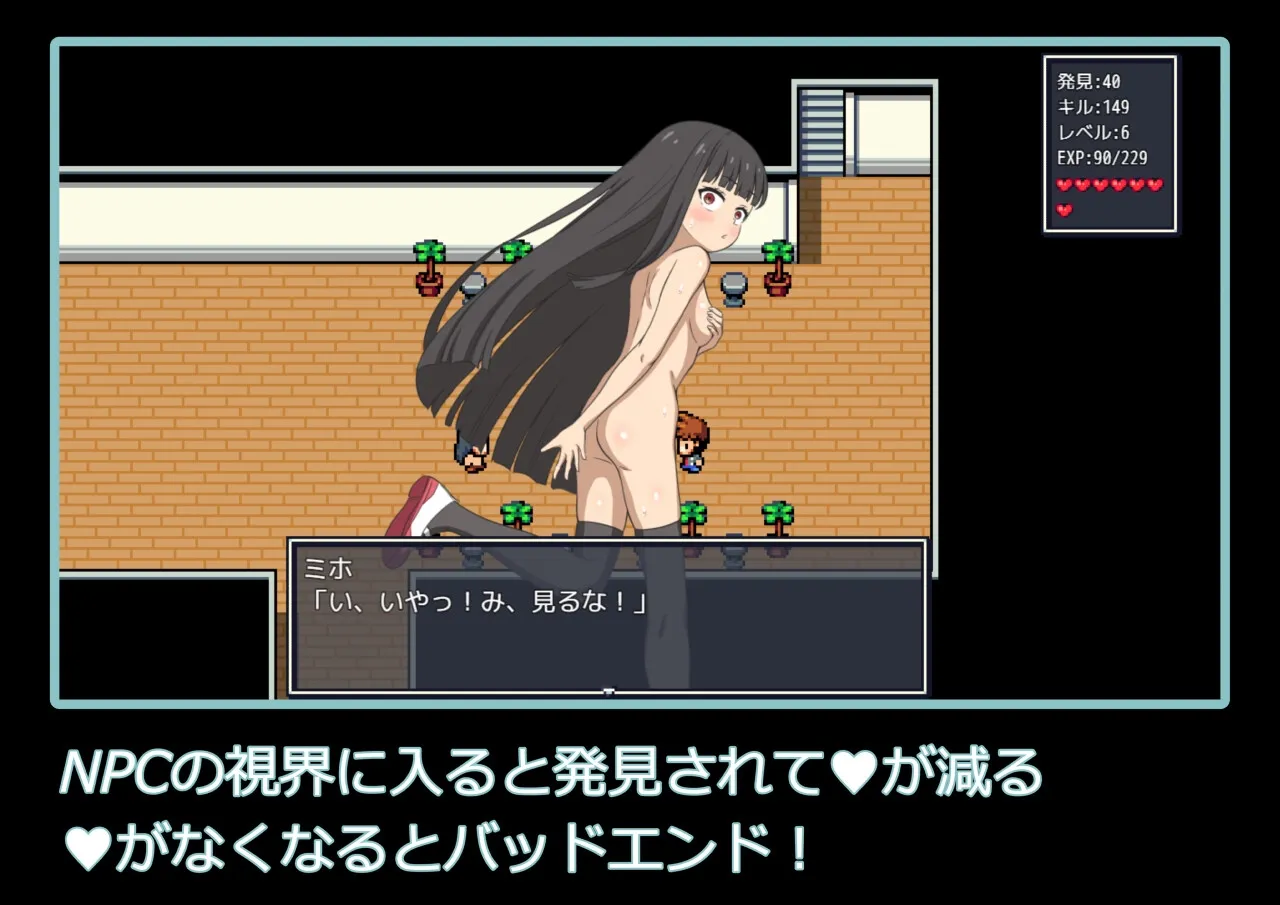 発見:40
キル:149
レベル:6
EXP:90/229
ミホ
「い、いやっ！み、見るな！」
NPCの視界に入ると発見されて♥が減る
♥がなくなるとバッドエンド！